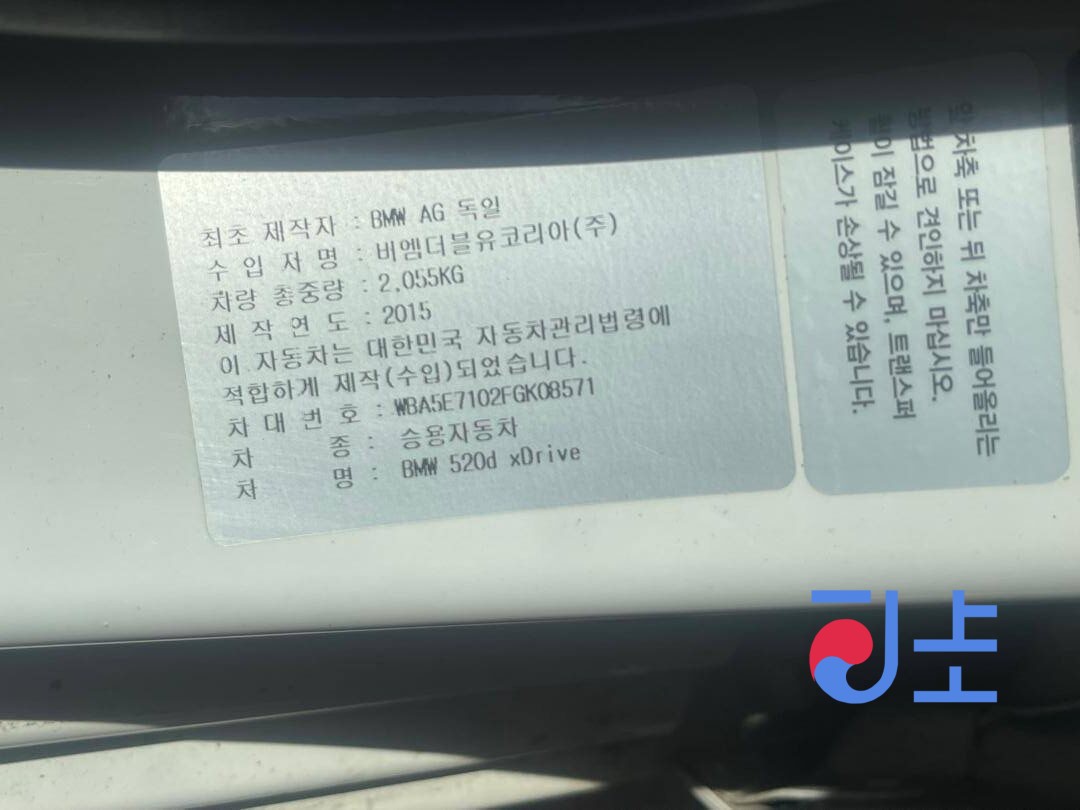 최초 제작자 : BMW AG 독일
수 입 저 명 : 비엠더블유코리아(주)
차량 총중량 : 2,055KG
제 작 연 도 : 2015
이 자동차는 대한민국 자동차관리법령에
적합하게 제작(수입)되었습니다.
차 대 번 호 : WBA5E7102FGK08571
차 종 : 승용자동차
차 명 : BMW 520d xDrive
앞차축 또는 뒤 차축만 들어올리는
방법으로 견인하지 마십시오.
휠이 잠길 수 있으며, 트랜스퍼
케이스가 손상될 수 있습니다.